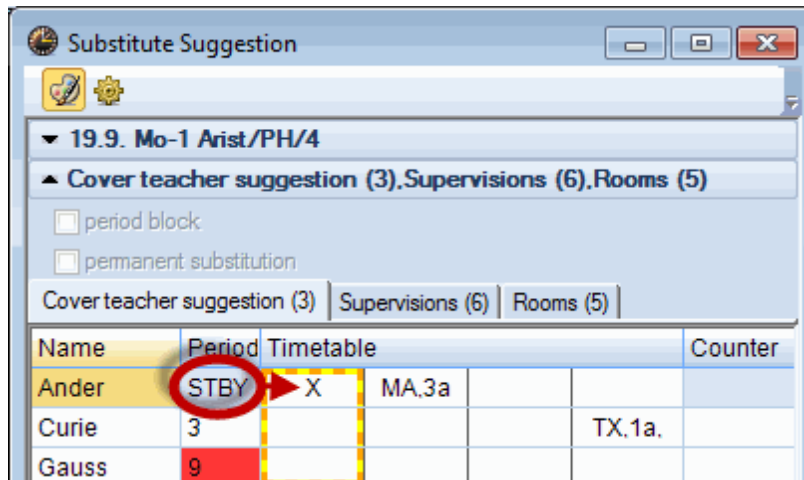 Substitute Suggestion
19.9. Mo-1 Arist/PH/4
Cover teacher suggestion (3),Supervisions (6),Rooms (5)
period block
permanent substitution
Cover teacher suggestion (3) Supervisions (6) Rooms (5)
Name Period Timetable Counter
Ander STBY X MA,3a
Curie 3 TX,1a,
Gauss 9